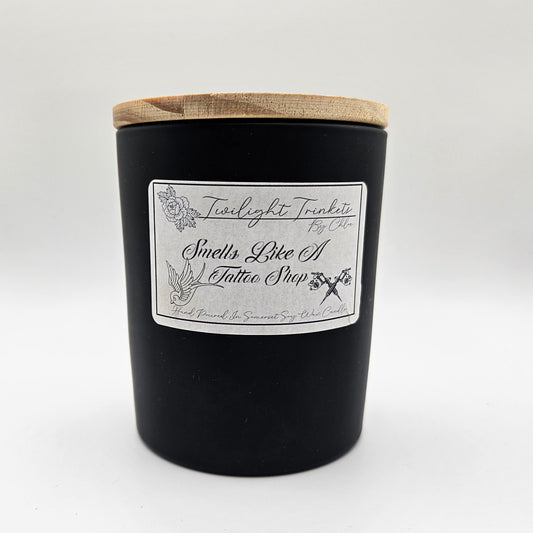 Twilight Trinkets
By Chloe
Smells Like A
Tattoo Shop
Hand Poured In Somerset Soy Wax Candle